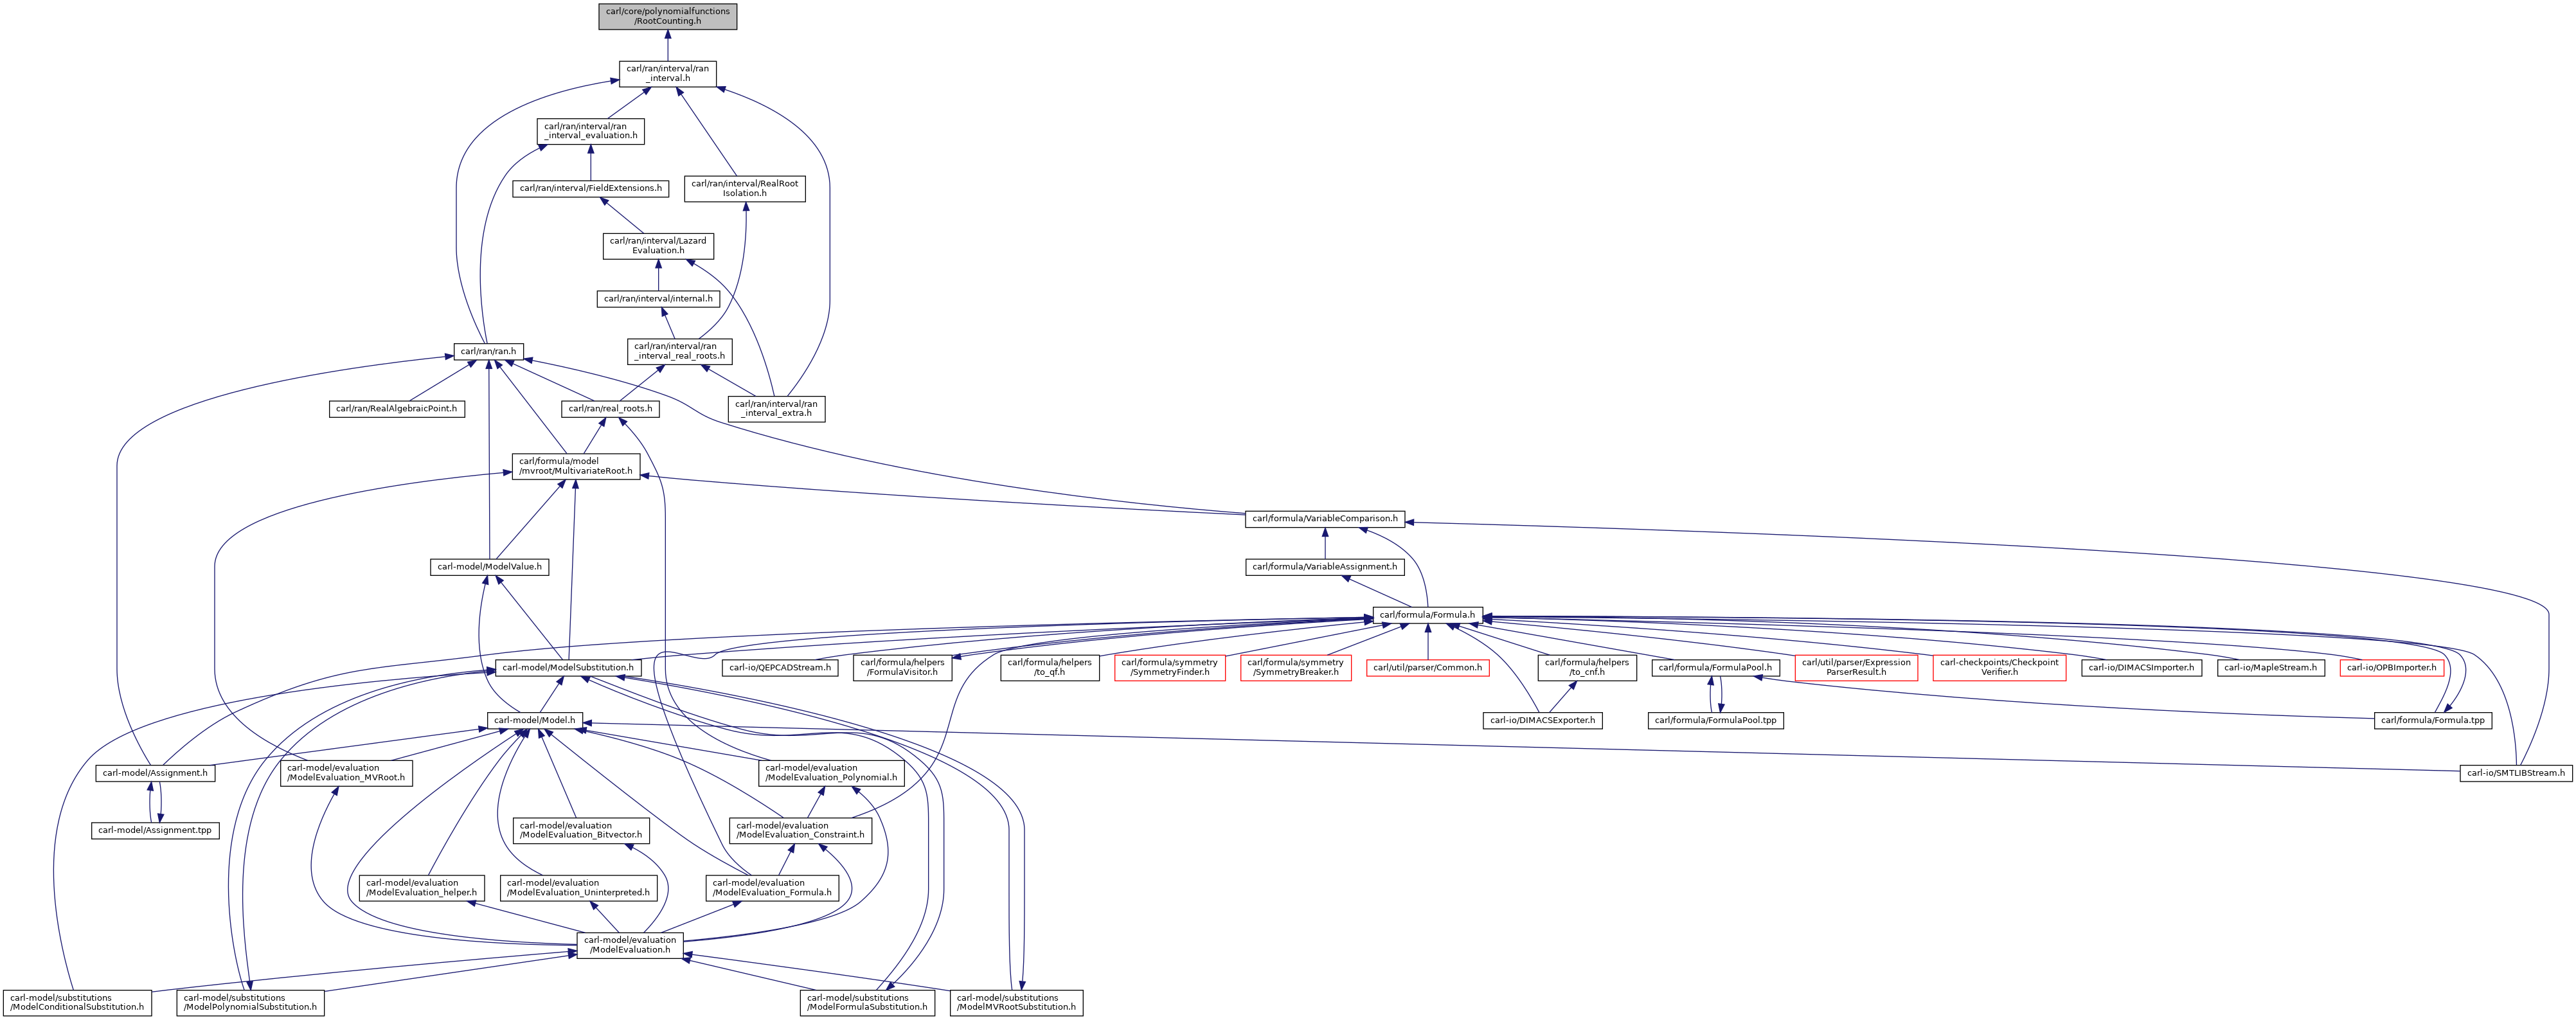 carl/core/polynomialfunctions
/RootCounting.h
carl/ran/interval/ran
_interval.h
carl/ran/interval/ran
_interval_evaluation.h
carl/ran/interval/FieldExtensions.h
carl/ran/interval/RealRoot
Isolation.h
carl/ran/interval/Lazard
Evaluation.h
carl/ran/interval/internal.h
carl/ran/ran.h
carl/ran/interval/ran
_interval_real_roots.h
carl/ran/RealAlgebraicPoint.h
carl/ran/real_roots.h
carl/ran/interval/ran
_interval_extra.h
carl/formula/model
/mvroot/MultivariateRoot.h
carl/formula/VariableComparison.h
carl-model/ModelValue.h
carl/formula/VariableAssignment.h
carl/formula/Formula.h
carl-model/ModelSubstitution.h
carl-io/QEPCADStream.h
carl/formula/helpers
/FormulaVisitor.h
carl/formula/helpers
/to_qf.h
carl/formula/symmetry
/SymmetryFinder.h
carl/formula/symmetry
/SymmetryBreaker.h
carl/util/parser/Common.h
carl/formula/helpers
/to_cnf.h
carl/formula/FormulaPool.h
carl/util/parser/Expression
ParserResult.h
carl-checkpoints/Checkpoint
Verifier.h
carl-io/DIMACSImporter.h
carl-io/MapleStream.h
carl-io/OPBImporter.h
carl-model/Model.h
carl-io/DIMACSExporter.h
carl/formula/FormulaPool.tpp
carl/formula/Formula.tpp
carl-model/Assignment.h
carl-model/evaluation
/ModelEvaluation_MVRoot.h
carl-model/evaluation
/ModelEvaluation_Polynomial.h
carl-io/SMTLIBStream.h
carl-model/Assignment.tpp
carl-model/evaluation
/ModelEvaluation_Bitvector.h
carl-model/evaluation
/ModelEvaluation_Constraint.h
carl-model/evaluation
/ModelEvaluation_helper.h
carl-model/evaluation
/ModelEvaluation_Uninterpreted.h
carl-model/evaluation
/ModelEvaluation_Formula.h
carl-model/evaluation
/ModelEvaluation.h
carl-model/substitutions
/ModelConditionalSubstitution.h
carl-model/substitutions
/ModelPolynomialSubstitution.h
carl-model/substitutions
/ModelFormulaSubstitution.h
carl-model/substitutions
/ModelMVRootSubstitution.h